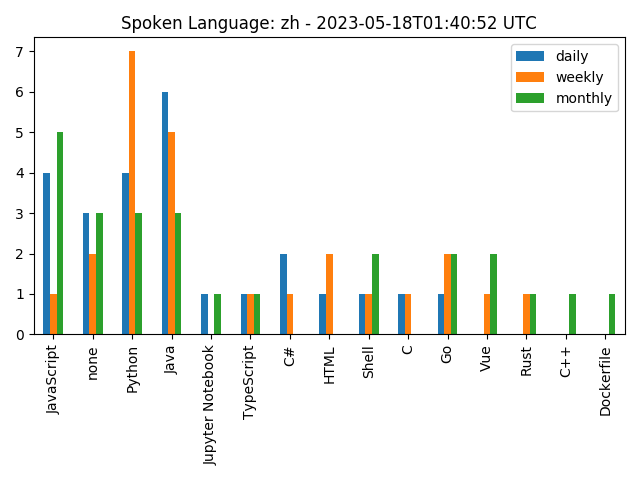 Spoken Language: zh - 2023-05-18T01:40:52 UTC
daily
weekly
monthly
7
6
5
4
3
2
1
0
JavaScript
none
Python
Java
Jupyter Notebook
TypeScript
C#
HTML
Shell
C
Go
Vue
Rust
C++
Dockerfile